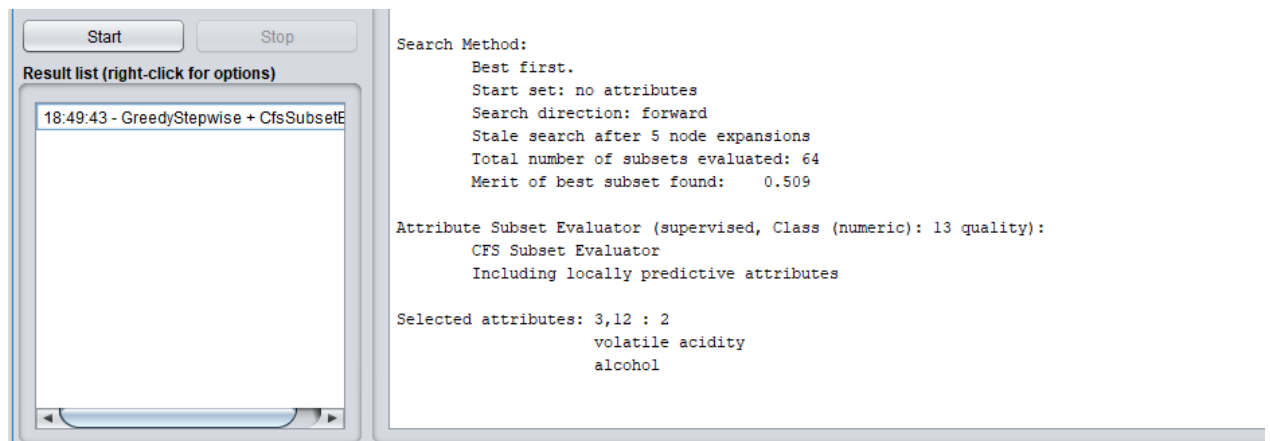 Start
Stop
Result list (right-click for options)
18:49:43 - GreedyStepwise + CfsSubsetE
Search Method:
Best first.
Start set: no attributes
Search direction: forward
Stale search after 5 node expansions
Total number of subsets evaluated: 64
Merit of best subset found:    0.509
Attribute Subset Evaluator (supervised, Class (numeric): 13 quality):
CFS Subset Evaluator
Including locally predictive attributes
Selected attributes: 3,12 : 2
volatile acidity
alcohol